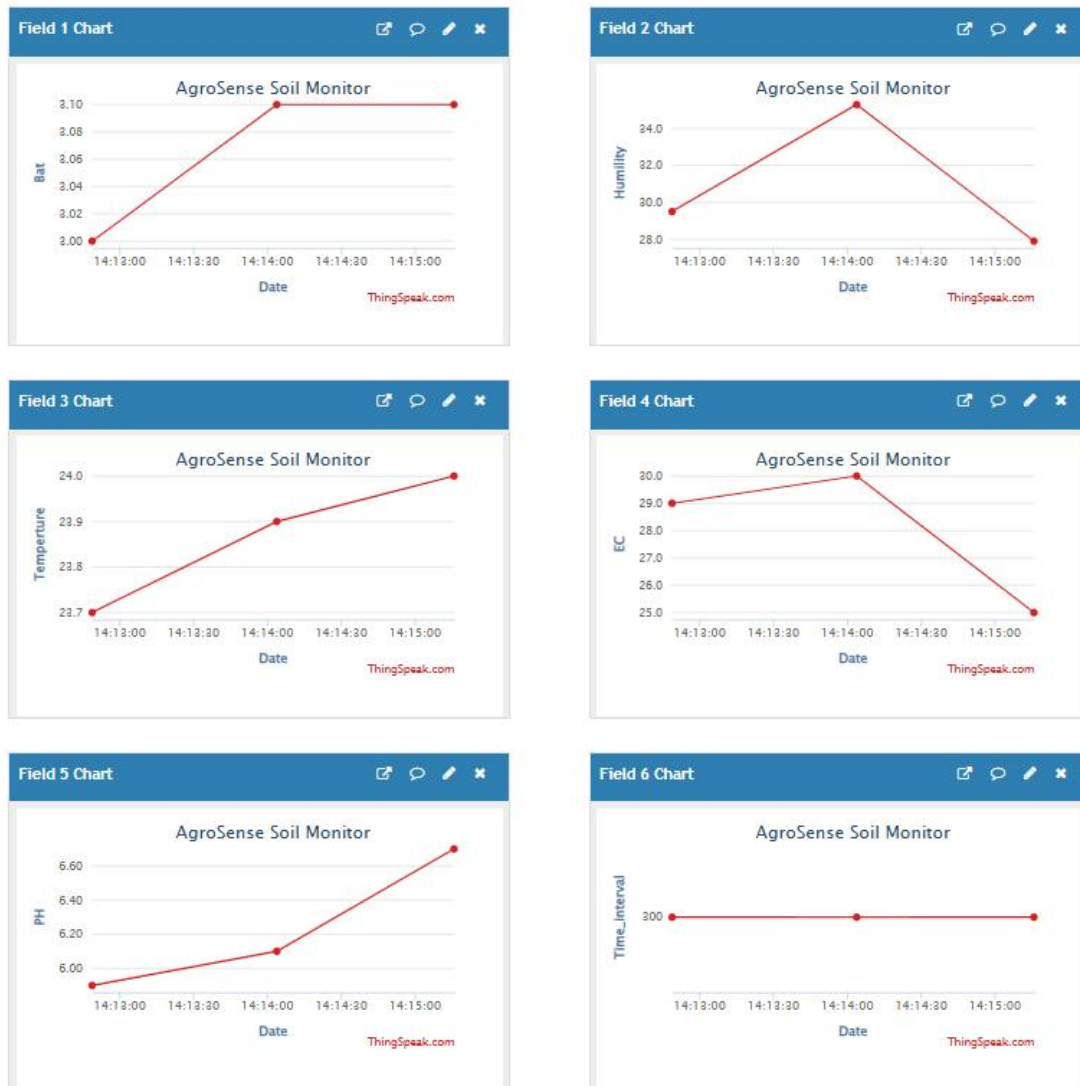 Field 1 Chart
AgroSense Soil Monitor
3.10
3.08
3.06
3.04
3.02
3.00
Bat
14:13:00 14:13:30 14:14:00 14:14:30 14:15:00
Date
ThingSpeak.com
Field 2 Chart
AgroSense Soil Monitor
34.0
32.0
30.0
28.0
Humility
14:13:00 14:13:30 14:14:00 14:14:30 14:15:00
Date
ThingSpeak.com
Field 3 Chart
AgroSense Soil Monitor
24.0
23.9
23.8
23.7
Temperture
14:13:00 14:13:30 14:14:00 14:14:30 14:15:00
Date
ThingSpeak.com
Field 4 Chart
AgroSense Soil Monitor
30.0
29.0
28.0
27.0
26.0
25.0
EC
14:13:00 14:13:30 14:14:00 14:14:30 14:15:00
Date
ThingSpeak.com
Field 5 Chart
AgroSense Soil Monitor
6.60
6.40
6.20
6.00
PH
14:13:00 14:13:30 14:14:00 14:14:30 14:15:00
Date
ThingSpeak.com
Field 6 Chart
AgroSense Soil Monitor
300
Time_interval
14:13:00 14:13:30 14:14:00 14:14:30 14:15:00
Date
ThingSpeak.com